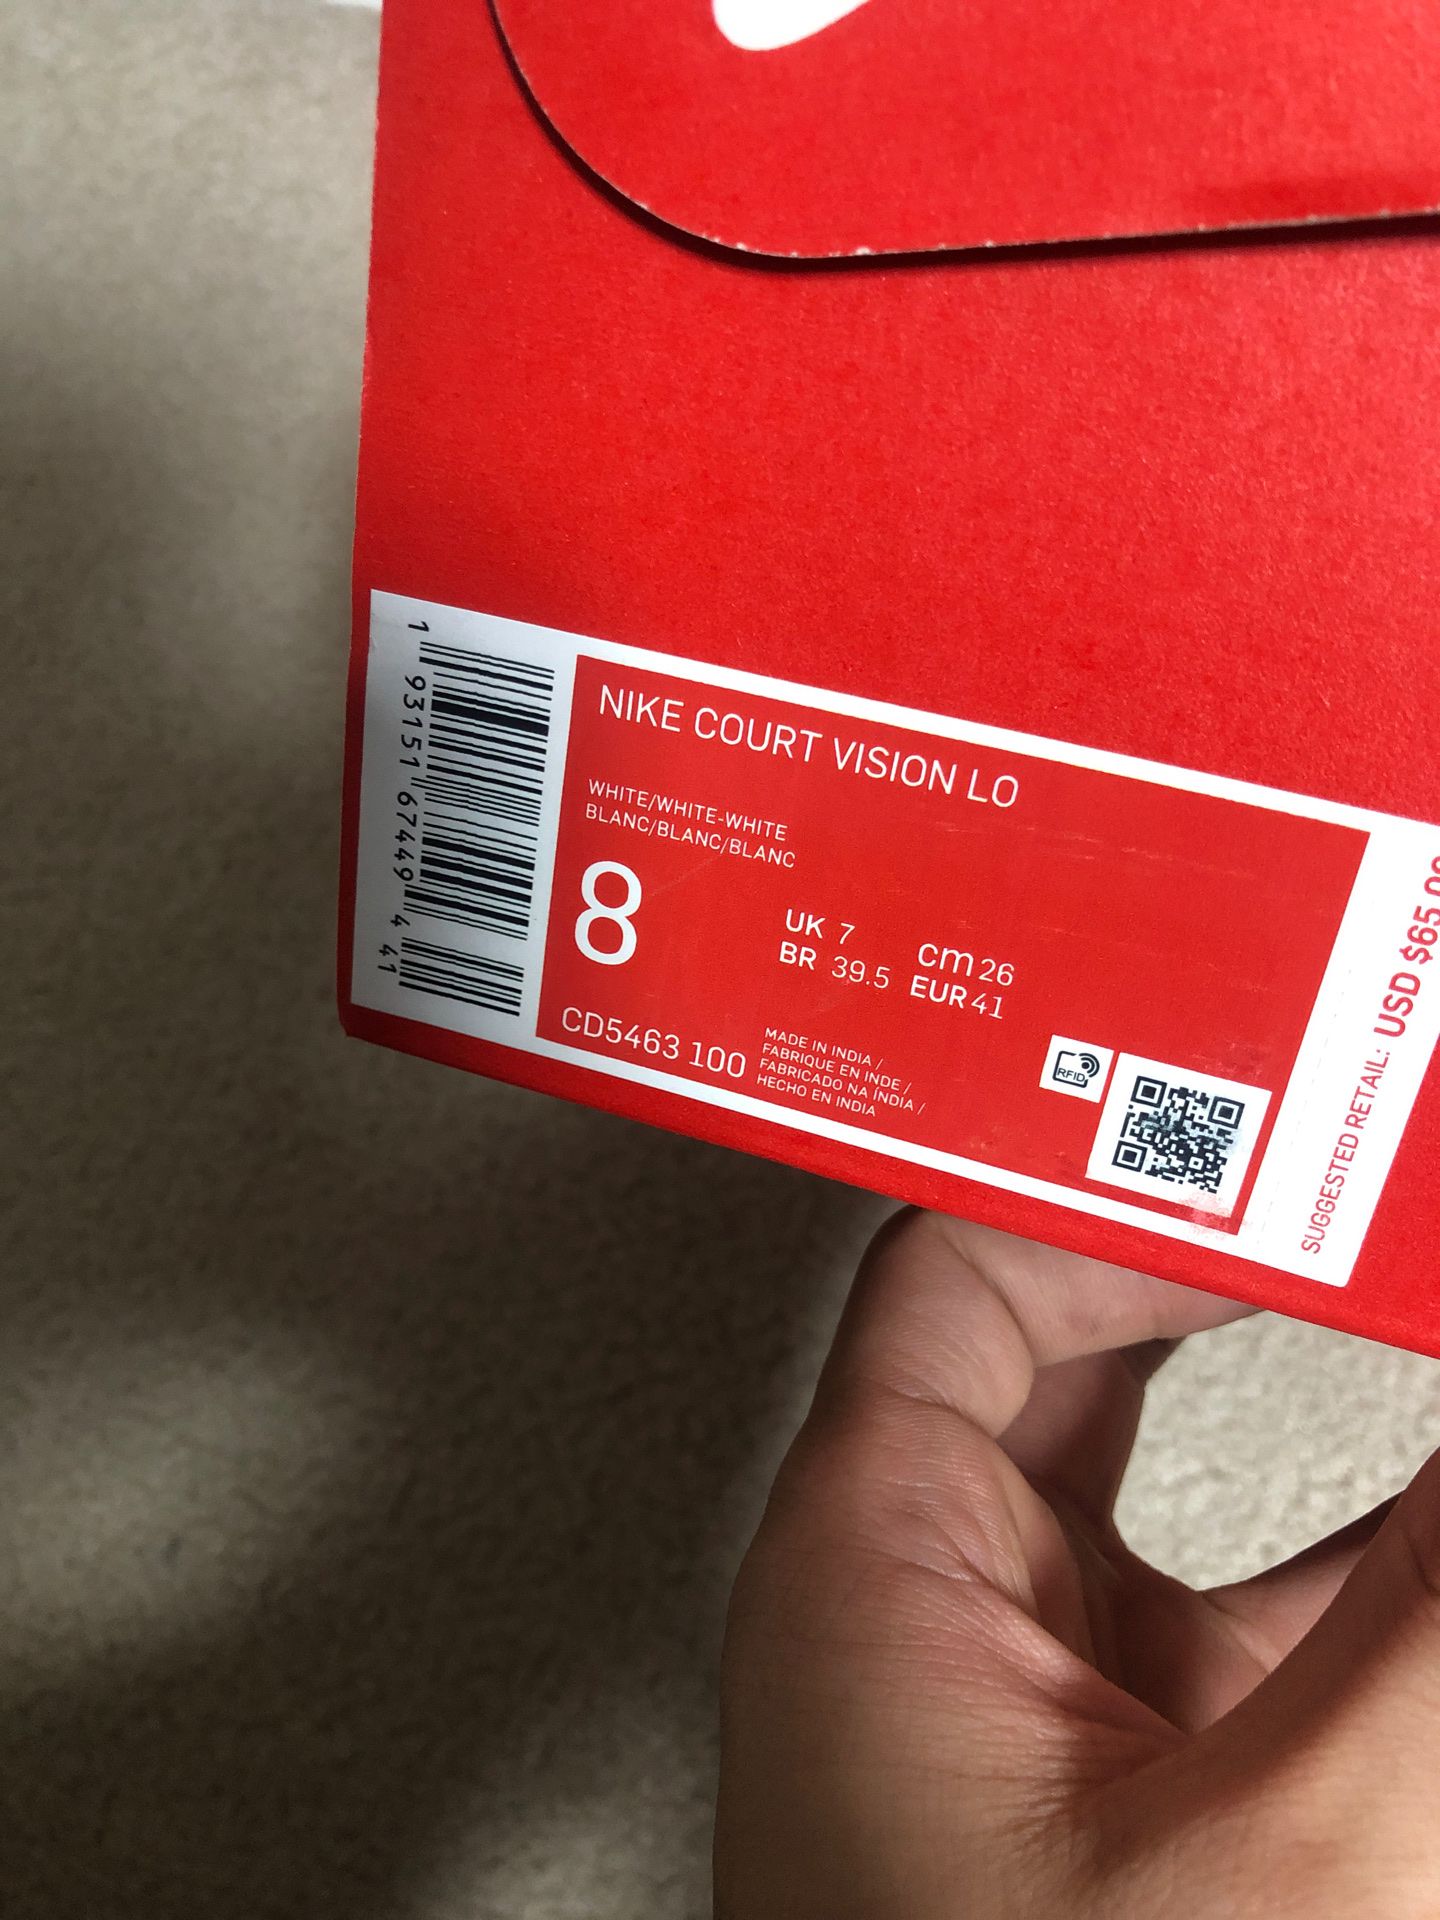 NIKE COURT VISION LO
WHITE/WHITE-WHITE
BLANC/BLANC/BLANC
8
UK 7
BR 39.5
cm 26
EUR 41
CD5463 100
MADE IN INDIA /
FABRIQUE EN INDE /
FABRICADO NA ÍNDIA /
HECHO EN INDIA
RFID
1 93151 67449 4 41
SUGGESTED RETAIL: USD $65.00